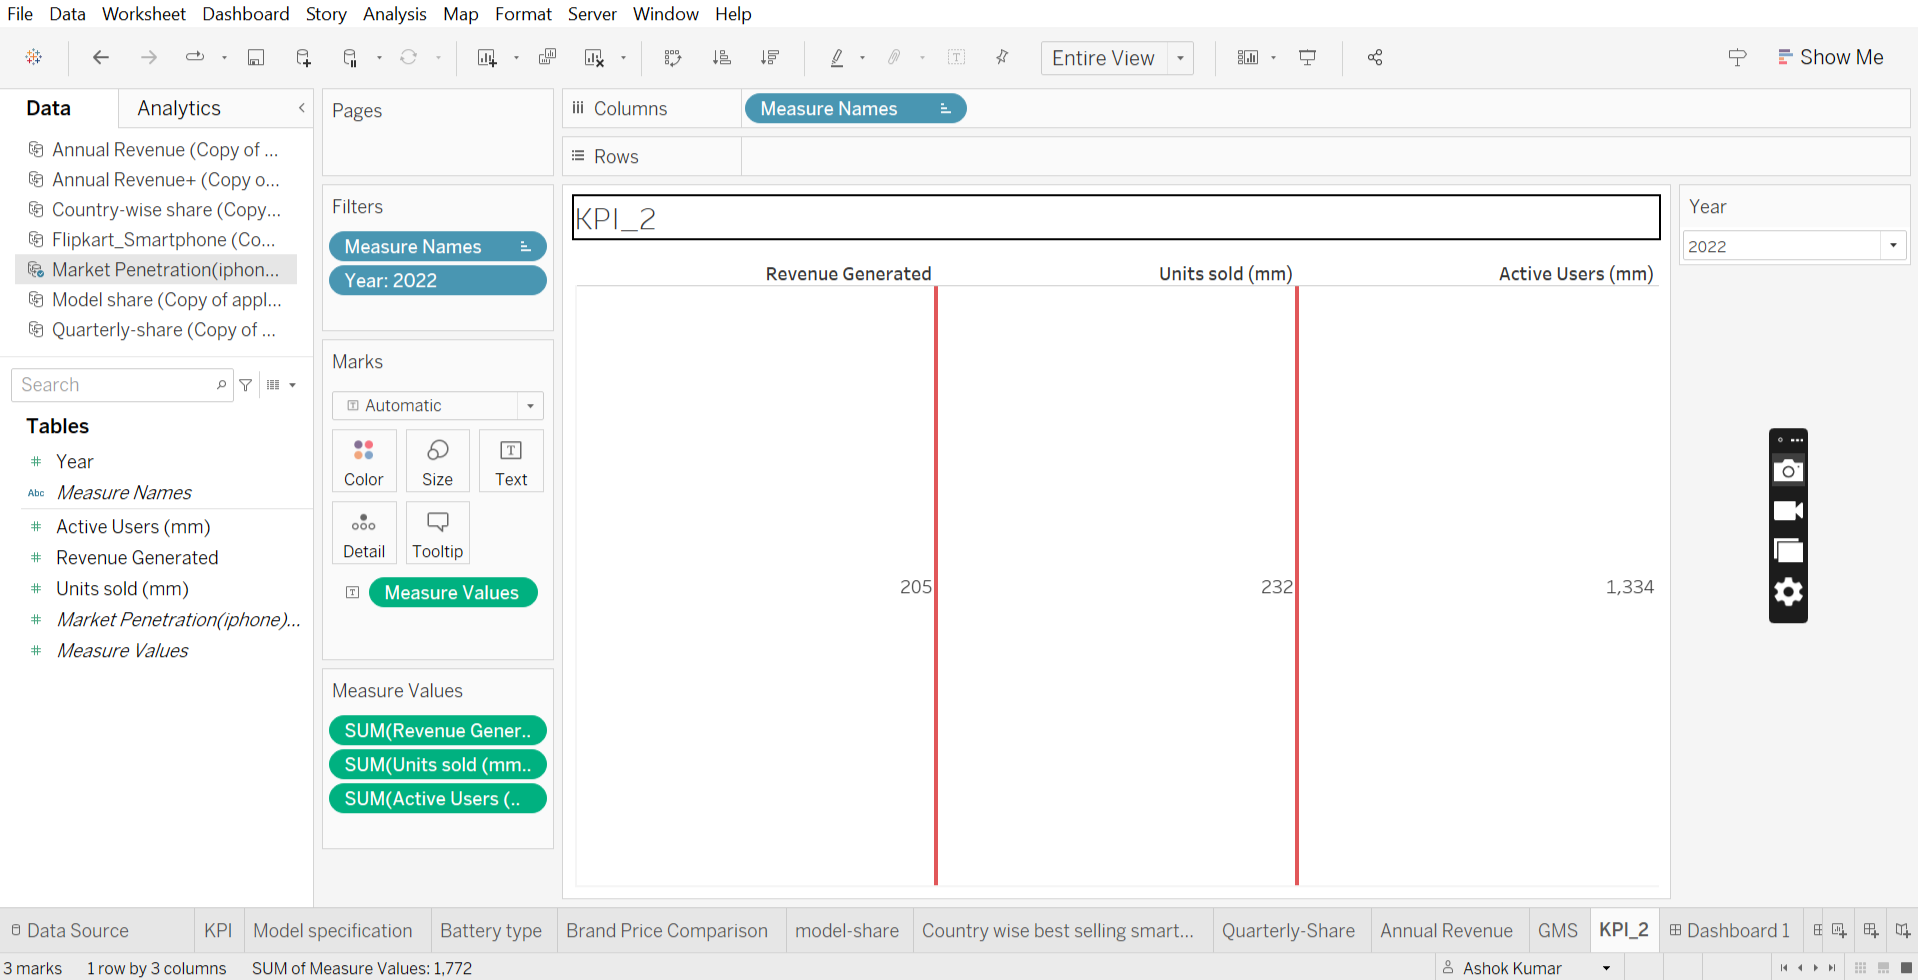 File Data Worksheet Dashboard Story Analysis Map Format Server Window Help
Entire View
Show Me
Data Analytics
Annual Revenue (Copy of ...
Annual Revenue+ (Copy o...
Country-wise share (Copy...
Flipkart_Smartphone (Co...
Market Penetration(iphon...
Model share (Copy of appl...
Quarterly-share (Copy of ...
Search
Tables
Year
Abc Measure Names
Active Users (mm)
Revenue Generated
Units sold (mm)
Market Penetration(iphone)...
Measure Values
Pages
Filters
Measure Names
Year: 2022
Marks
Automatic
Color Size Text
Detail Tooltip
Measure Values
Measure Values
SUM(Revenue Gener..
SUM(Units sold (mm..
SUM(Active Users (..
Columns Measure Names
Rows
KPI_2
Revenue Generated Units sold (mm) Active Users (mm)
205 232 1,334
Year
2022
Data Source KPI Model specification Battery type Brand Price Comparison model-share Country wise best selling smart... Quarterly-Share Annual Revenue GMS KPI_2 Dashboard 1
3 marks 1 row by 3 columns SUM of Measure Values: 1,772 Ashok Kumar